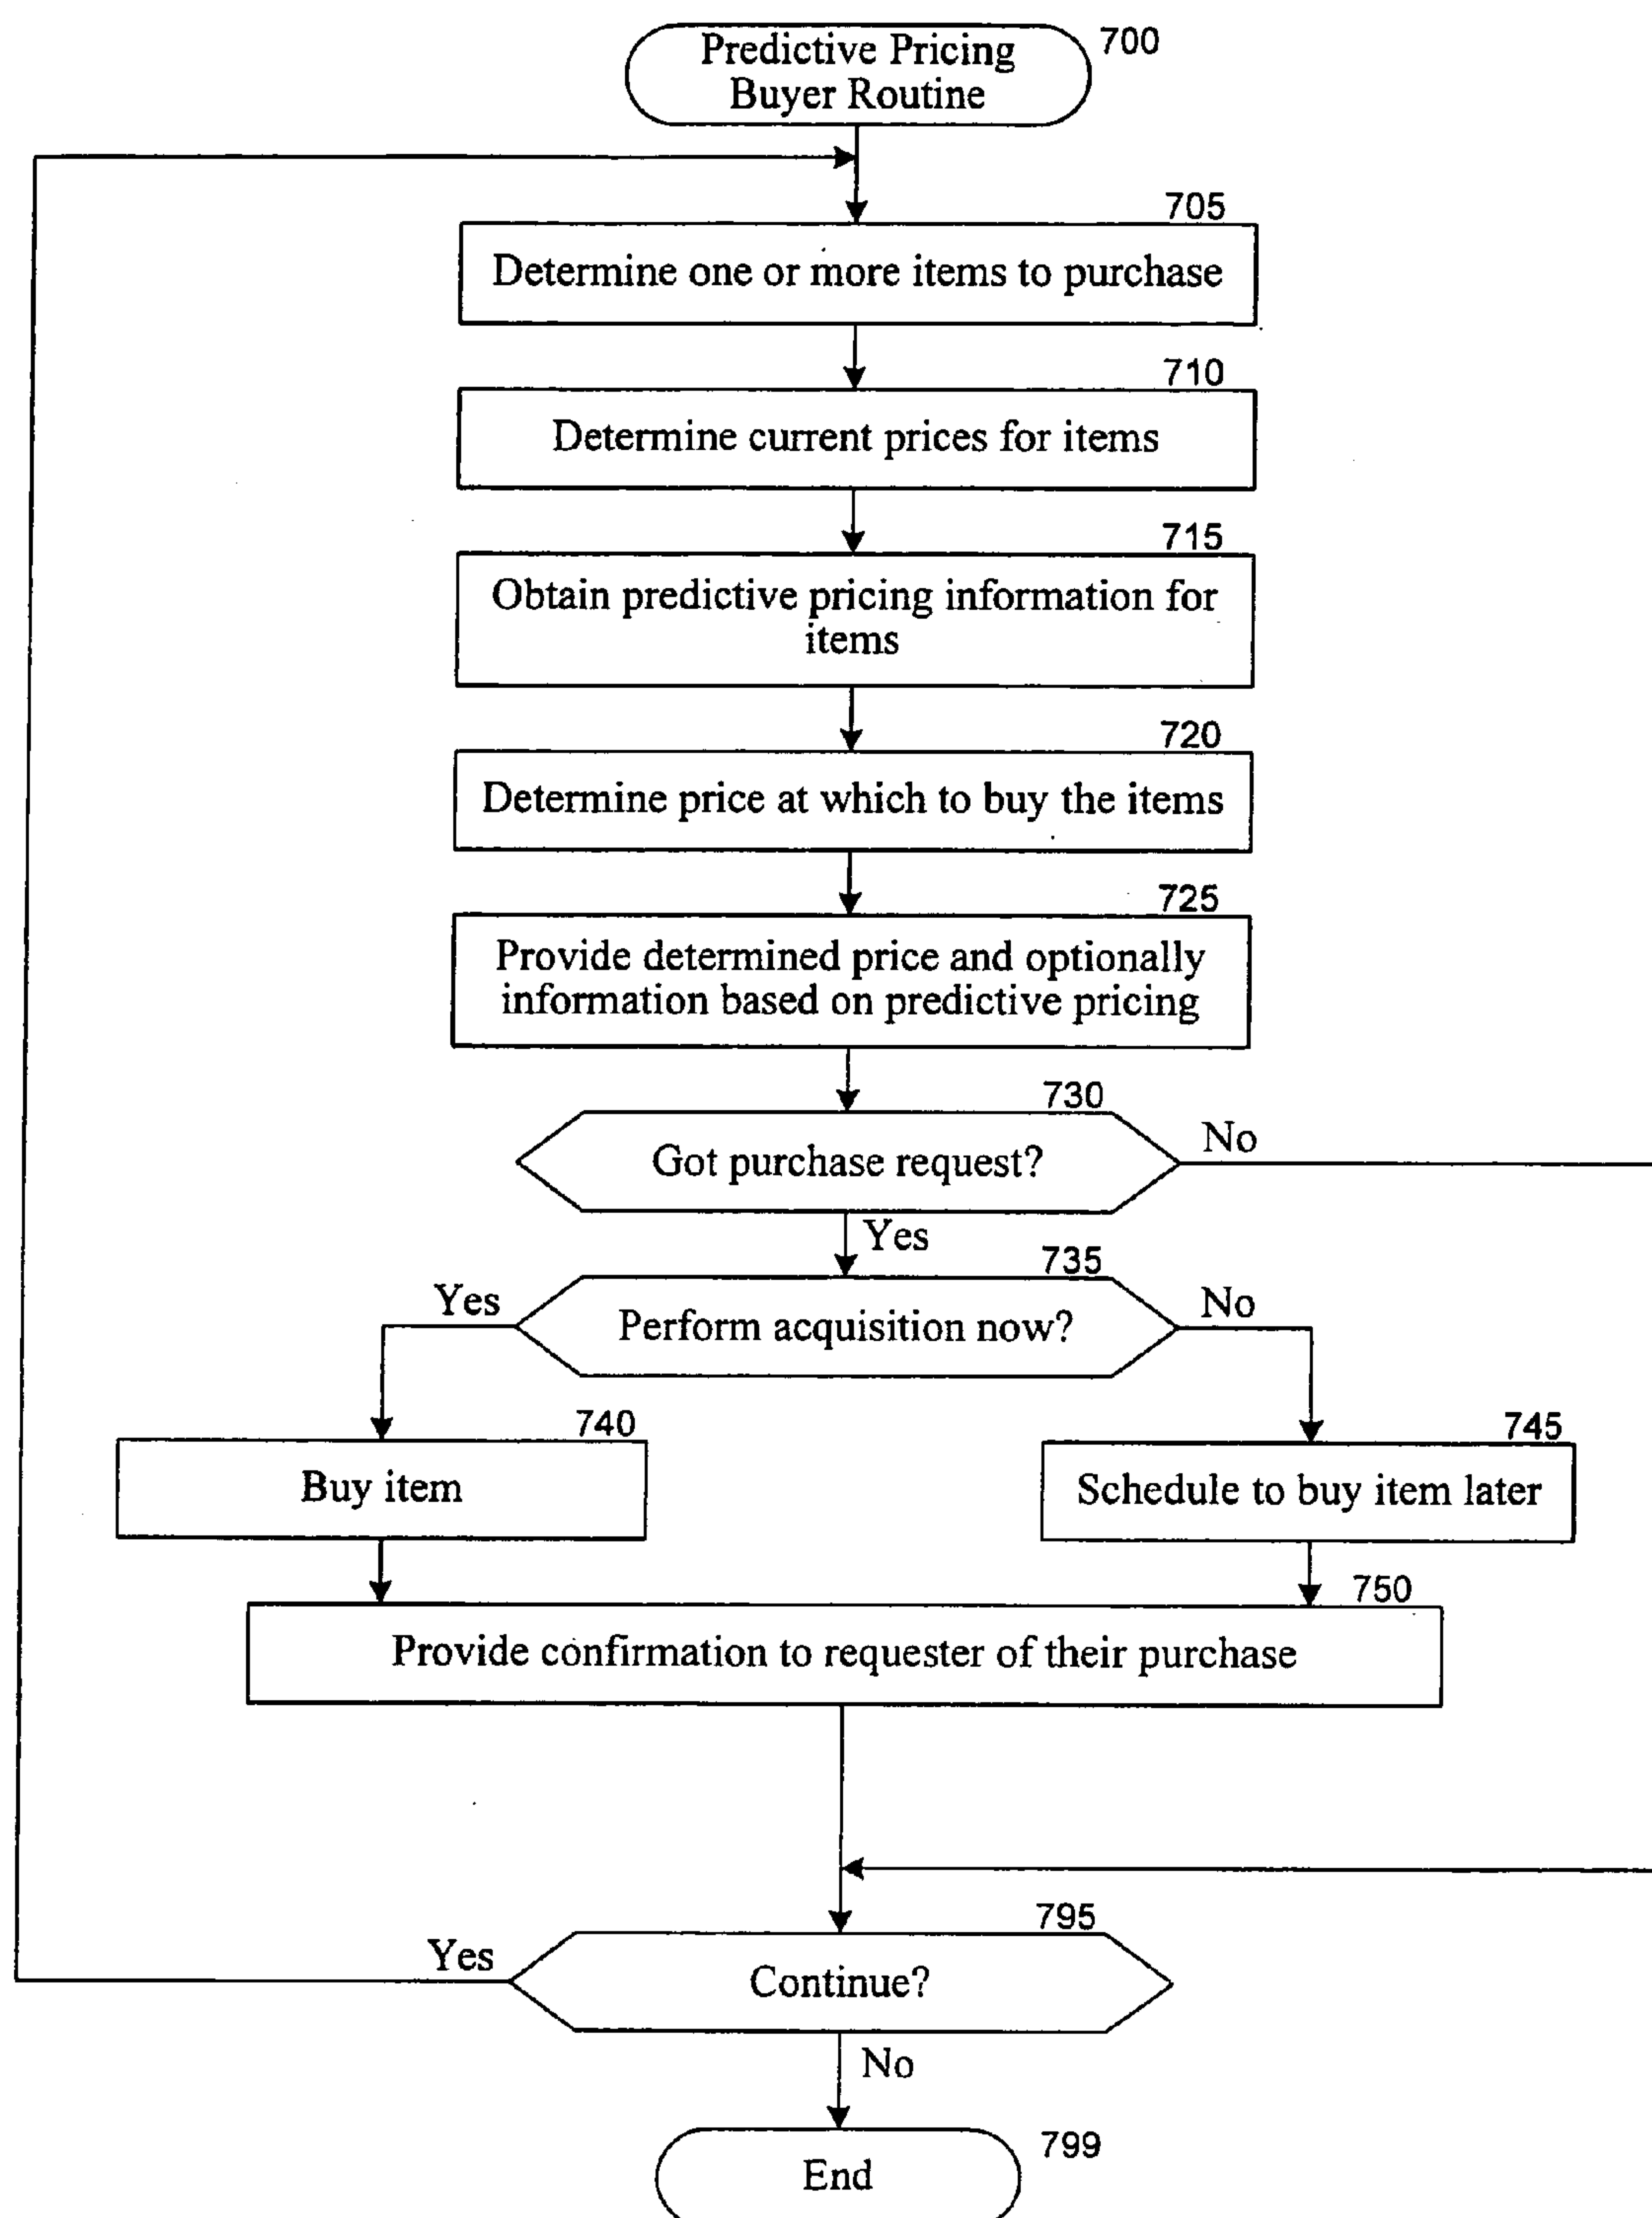 Predictive Pricing
Buyer Routine
700
705
Determine one or more items to purchase
710
Determine current prices for items
715
Obtain predictive pricing information for
items
720
Determine price at which to buy the items
725
Provide determined price and optionally
information based on predictive pricing
730
Got purchase request?
No
Yes
735
Yes
Perform acquisition now?
No
740
Buy item
745
Schedule to buy item later
750
Provide confirmation to requester of their purchase
795
Yes
Continue?
No
799
End